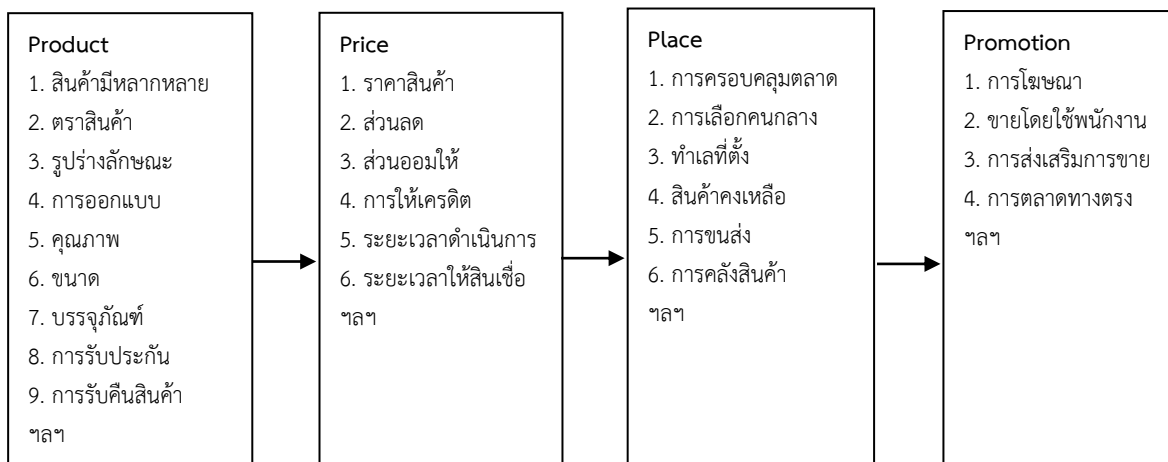 Product
1. สินค้ามีหลากหลาย
2. ตราสินค้า
3. รูปร่างลักษณะ
4. การออกแบบ
5. คุณภาพ
6. ขนาด
7. บรรจุภัณฑ์
8. การรับประกัน
9. การรับคืนสินค้า
ฯลฯ
Price
1. ราคาสินค้า
2. ส่วนลด
3. ส่วนออมให้
4. การให้เครดิต
5. ระยะเวลาดำเนินการ
6. ระยะเวลาให้สินเชื่อ
ฯลฯ
Place
1. การครอบคลุมตลาด
2. การเลือกคนกลาง
3. ทำเลที่ตั้ง
4. สินค้าคงเหลือ
5. การขนส่ง
6. การคลังสินค้า
ฯลฯ
Promotion
1. การโฆษณา
2. ขายโดยใช้พนักงาน
3. การส่งเสริมการขาย
4. การตลาดทางตรง
ฯลฯ